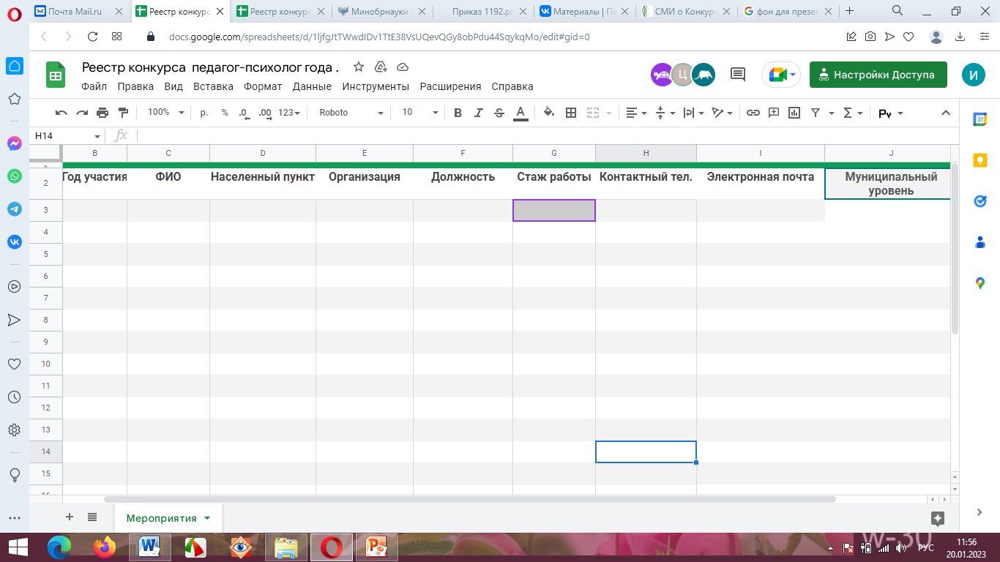 Почта Mail.ru
Реестр конкурс
Реестр конкурс
Минобрнауки
Приказ 1192.р
Материалы | П
СМИ о Конкур
фон для презен
docs.google.com/spreadsheets/d/1ljfgJtTWwdIDv1TtE38VsUQevQGy8obPdu44SqykqMo/edit#gid=0
Реестр конкурса педагог-психолог года .
Файл Правка Вид Вставка Формат Данные Инструменты Расширения Справка
Ц
Настройки Доступа
И
100% р. % .0 .00 123 Roboto 10
H14
fx
B C D E F G H I J
1
2 Год участия ФИО Населенный пункт Организация Должность Стаж работы Контактный тел. Электронная почта Муниципальный
уровень
3
4
5
6
7
8
9
10
11
12
13
14
15
16
Мероприятия
W-30
РУС
11:56
20.01.2023
31